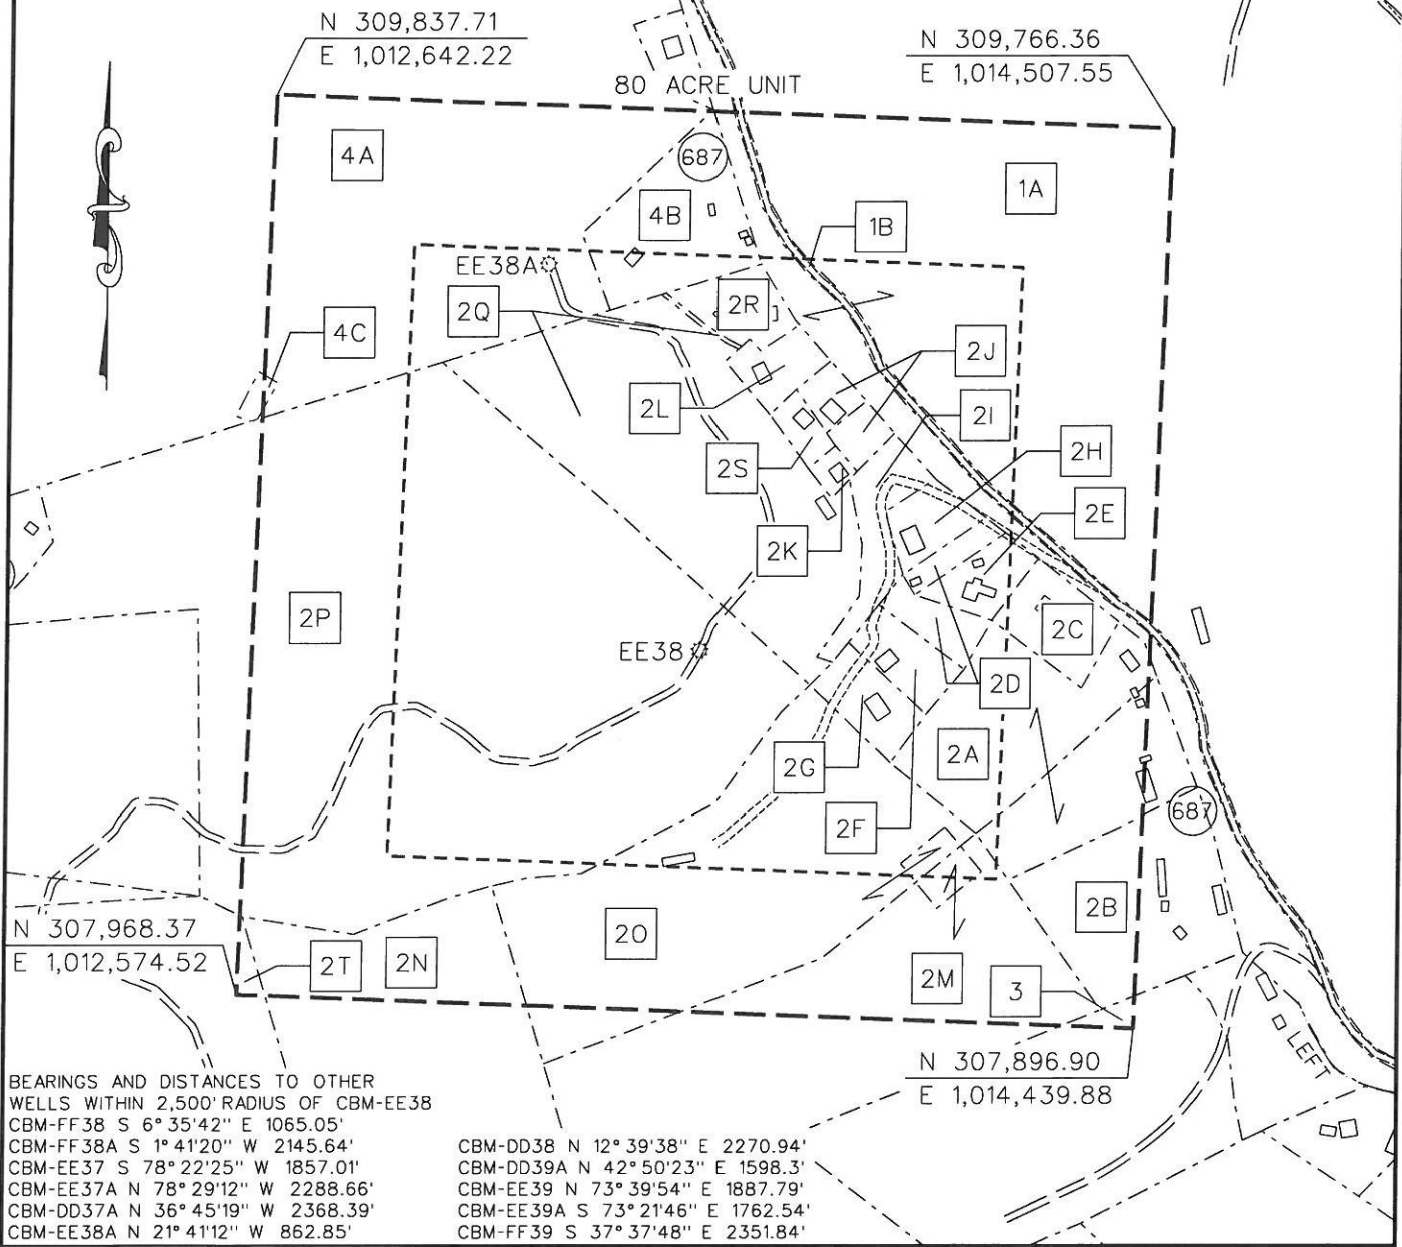 N 309,837.71
E 1,012,642.22
N 309,766.36
E 1,014,507.55
80 ACRE UNIT
4A
687
1A
4B
1B
EE38A
2Q
2R
4C
2J
2L
2I
2H
2S
2E
2K
2P
2C
EE38
2D
2A
2G
687
2F
2B
N 307,968.37
E 1,012,574.52
2O
2T
2N
2M
3
LEFT
N 307,896.90
E 1,014,439.88
BEARINGS AND DISTANCES TO OTHER
WELLS WITHIN 2,500' RADIUS OF CBM-EE38
CBM-FF38 S 6° 35'42" E 1065.05'
CBM-FF38A S 1° 41'20" W 2145.64'
CBM-EE37 S 78° 22'25" W 1857.01'
CBM-EE37A N 78° 29'12" W 2288.66'
CBM-DD37A N 36° 45'19" W 2368.39'
CBM-EE38A N 21° 41'12" W 862.85'
CBM-DD38 N 12° 39'38" E 2270.94'
CBM-DD39A N 42° 50'23" E 1598.3'
CBM-EE39 N 73° 39'54" E 1887.79'
CBM-EE39A S 73° 21'46" E 1762.54'
CBM-FF39 S 37° 37'48" E 2351.84'